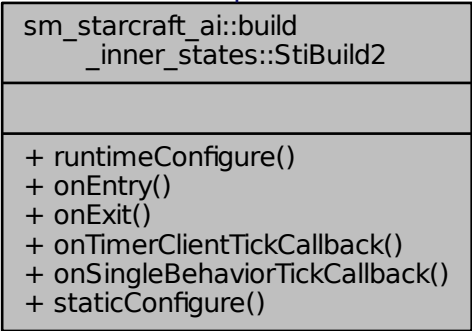 sm_starcraft_ai::build
_inner_states::StiBuild2
+ runtimeConfigure()
+ onEntry()
+ onExit()
+ onTimerClientTickCallback()
+ onSingleBehaviorTickCallback()
+ staticConfigure()